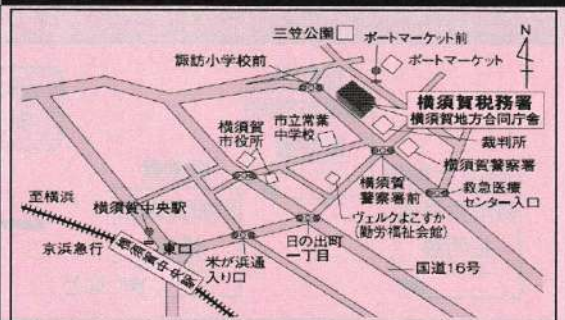 三笠公園
ポートマーケット前
N
諏訪小学校前
ポートマーケット
横須賀税務署
横須賀地方合同庁舎
市立常葉
中学校
横須賀
市役所
裁判所
横須賀警察署
至横浜
横須賀中央駅
横須賀
警察署前
救急医療
センター入口
ヴェルクよこすか
(勤労福祉会館)
京浜急行
東口
横須賀中央駅
米が浜通
入り口
日の出町
一丁目
国道16号